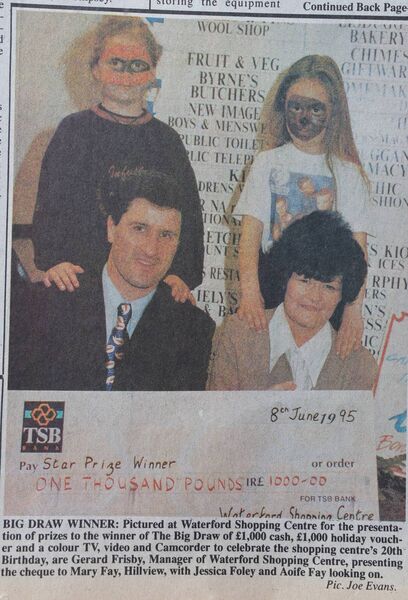 storing the equipment
Continued Back Page
WOOL SHOP
BAKERY
CHIMES
GIFTWAR
FRUIT & VEG
BYRNE'S
BUTCHERS
NEW IMAGE
BOYS & MENSWE
PUBLIC TOILET
LIC TELEP
TSB
BANK
8th June 1995
Pay Star Prize Winner or order
ONE THOUSAND POUNDS IR£ 1000-00
FOR TSB BANK
Waterford Shopping Centre
BIG DRAW WINNER: Pictured at Waterford Shopping Centre for the presenta-
tion of prizes to the winner of The Big Draw of £1,000 cash, £1,000 holiday vouch-
er and a colour TV, video and Camcorder to celebrate the shopping centre's 20th
Birthday, are Gerard Frisby, Manager of Waterford Shopping Centre, presenting
the cheque to Mary Fay, Hillview, with Jessica Foley and Aoife Fay looking on.
Pic. Joe Evans.